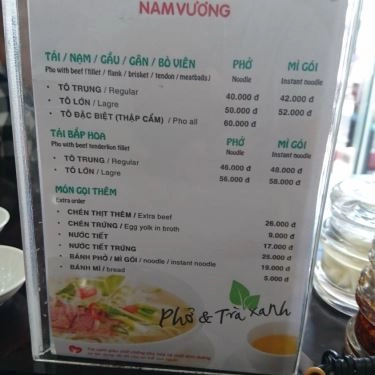 NAM VƯƠNG
TÁI / NẠM / GẦU / GÂN / BÒ VIÊN PHỞ MÌ GÓI
Pho with beef (fillet / flank / brisket / tendon / meatballs) Noodle Instant noodle
• TÔ TRUNG / Regular 40.000 đ 42.000 đ
• TÔ LỚN / Lagre 50.000 đ 52.000 đ
• TÔ ĐẶC BIỆT (THẬP CẨM) / Pho all 60.000 đ
TÁI BẮP HOA PHỞ MÌ GÓI
Pho with beef tenderlion fillet Noodle Instant noodle
• TÔ TRUNG / Regular 46.000 đ 48.000 đ
• TÔ LỚN / Lagre 56.000 đ 58.000 đ
MÓN GỌI THÊM
Extra order
• CHÉN THỊT THÊM / Extra beef 26.000 đ
• CHÉN TRỨNG / Egg yolk in broth 9.000 đ
• NƯỚC TIẾT 17.000 đ
• NƯỚC TIẾT TRỨNG 25.000 đ
• BÁNH PHỞ / MÌ GÓI / noodle / instant noodle 19.000 đ
• BÁNH MÌ / bread 5.000 đ
Phở & Trà xanh